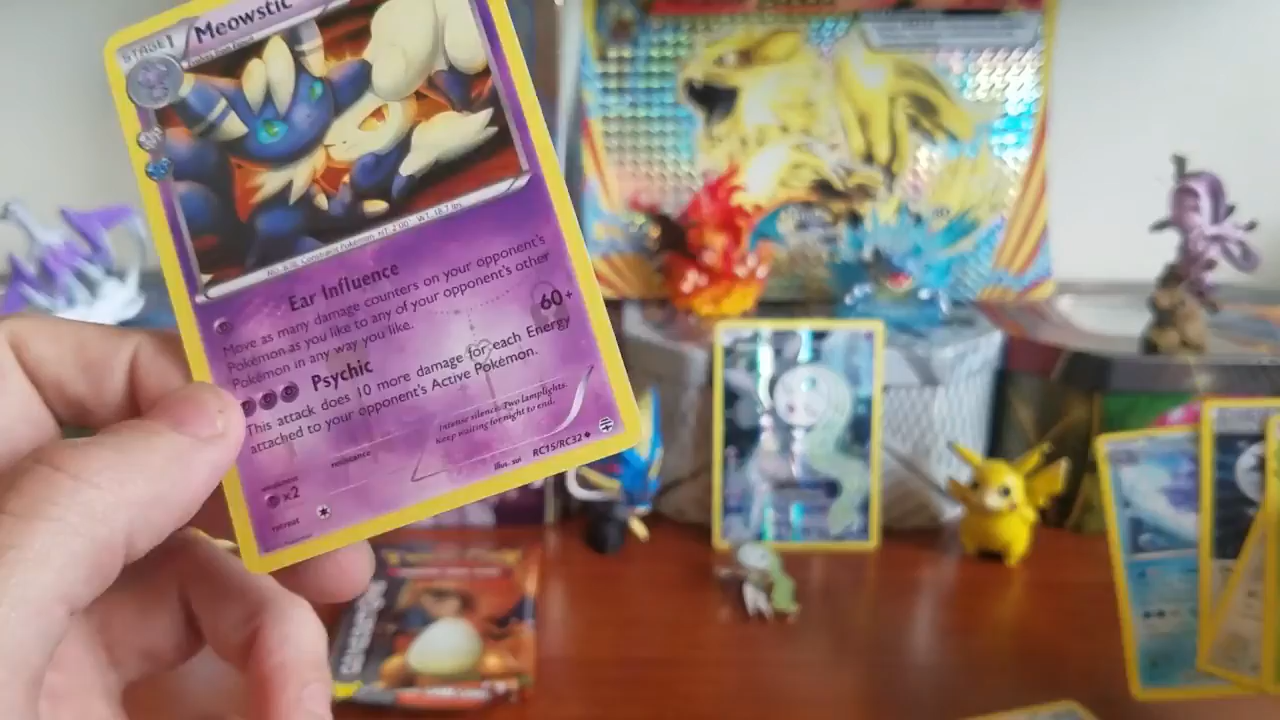 STAGE 1
Meowstic
Ear Influence
Move as many damage counters on your opponent's
Pokémon as you like to any of your opponent's other
Pokémon in any way you like.
Psychic 60+
This attack does 10 more damage for each Energy
attached to your opponent's Active Pokémon.
Intense silence. Two lamplights.
Keep waiting for night to end.
weakness
x2
resistance
retreat
Illus. sui RC15/RC32